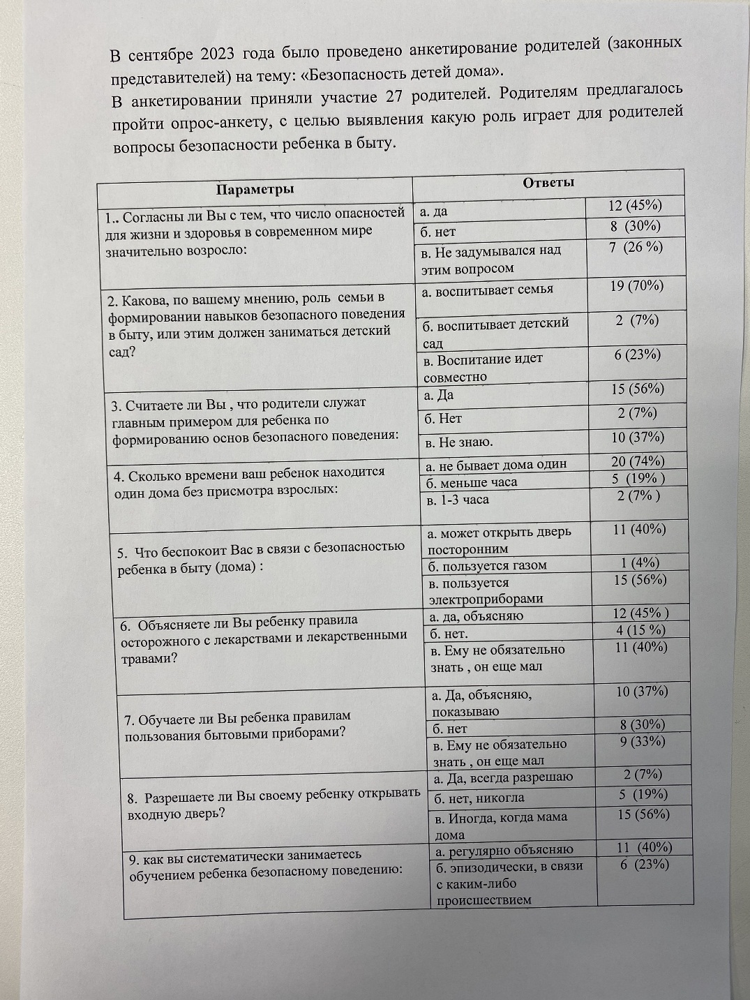 В сентябре 2023 года было проведено анкетирование родителей (законных
представителей) на тему: «Безопасность детей дома».
В анкетировании приняли участие 27 родителей. Родителям предлагалось
пройти опрос-анкету, с целью выявления какую роль играет для родителей
вопросы безопасности ребенка в быту.
Параметры
Ответы
1.. Согласны ли Вы с тем, что число опасностей
для жизни и здоровья в современном мире
значительно возросло:
а. да
12 (45%)
б. нет
8 (30%)
в. Не задумывался над
этим вопросом
7 (26 %)
2. Какова, по вашему мнению, роль семьи в
формировании навыков безопасного поведения
в быту, или этим должен заниматься детский
сад?
а. воспитывает семья
19 (70%)
б. воспитывает детский
сад
2 (7%)
в. Воспитание идет
совместно
6 (23%)
3. Считаете ли Вы , что родители служат
главным примером для ребенка по
формированию основ безопасного поведения:
а. Да
15 (56%)
б. Нет
2 (7%)
в. Не знаю.
10 (37%)
4. Сколько времени ваш ребенок находится
один дома без присмотра взрослых:
а. не бывает дома один
20 (74%)
б. меньше часа
5 (19% )
в. 1-3 часа
2 (7% )
5. Что беспокоит Вас в связи с безопасностью
ребенка в быту (дома) :
а. может открыть дверь
посторонним
11 (40%)
б. пользуется газом
1 (4%)
в. пользуется
электроприборами
15 (56%)
6. Объясняете ли Вы ребенку правила
осторожного с лекарствами и лекарственными
травами?
а. да, объясняю
12 (45% )
б. нет.
4 (15 %)
в. Ему не обязательно
знать , он еще мал
11 (40%)
7. Обучаете ли Вы ребенка правилам
пользования бытовыми приборами?
а. Да, объясняю,
показываю
10 (37%)
б. нет
8 (30%)
в. Ему не обязательно
знать , он еще мал
9 (33%)
8. Разрешаете ли Вы своему ребенку открывать
входную дверь?
а. Да, всегда разрешаю
2 (7%)
б. нет, никогла
5 (19%)
в. Иногда, когда мама
дома
15 (56%)
9. как вы систематически занимаетесь
обучением ребенка безопасному поведению:
а. регулярно объясняю
11 (40%)
б. эпизодически, в связи
с каким-либо
происшествием
6 (23%)